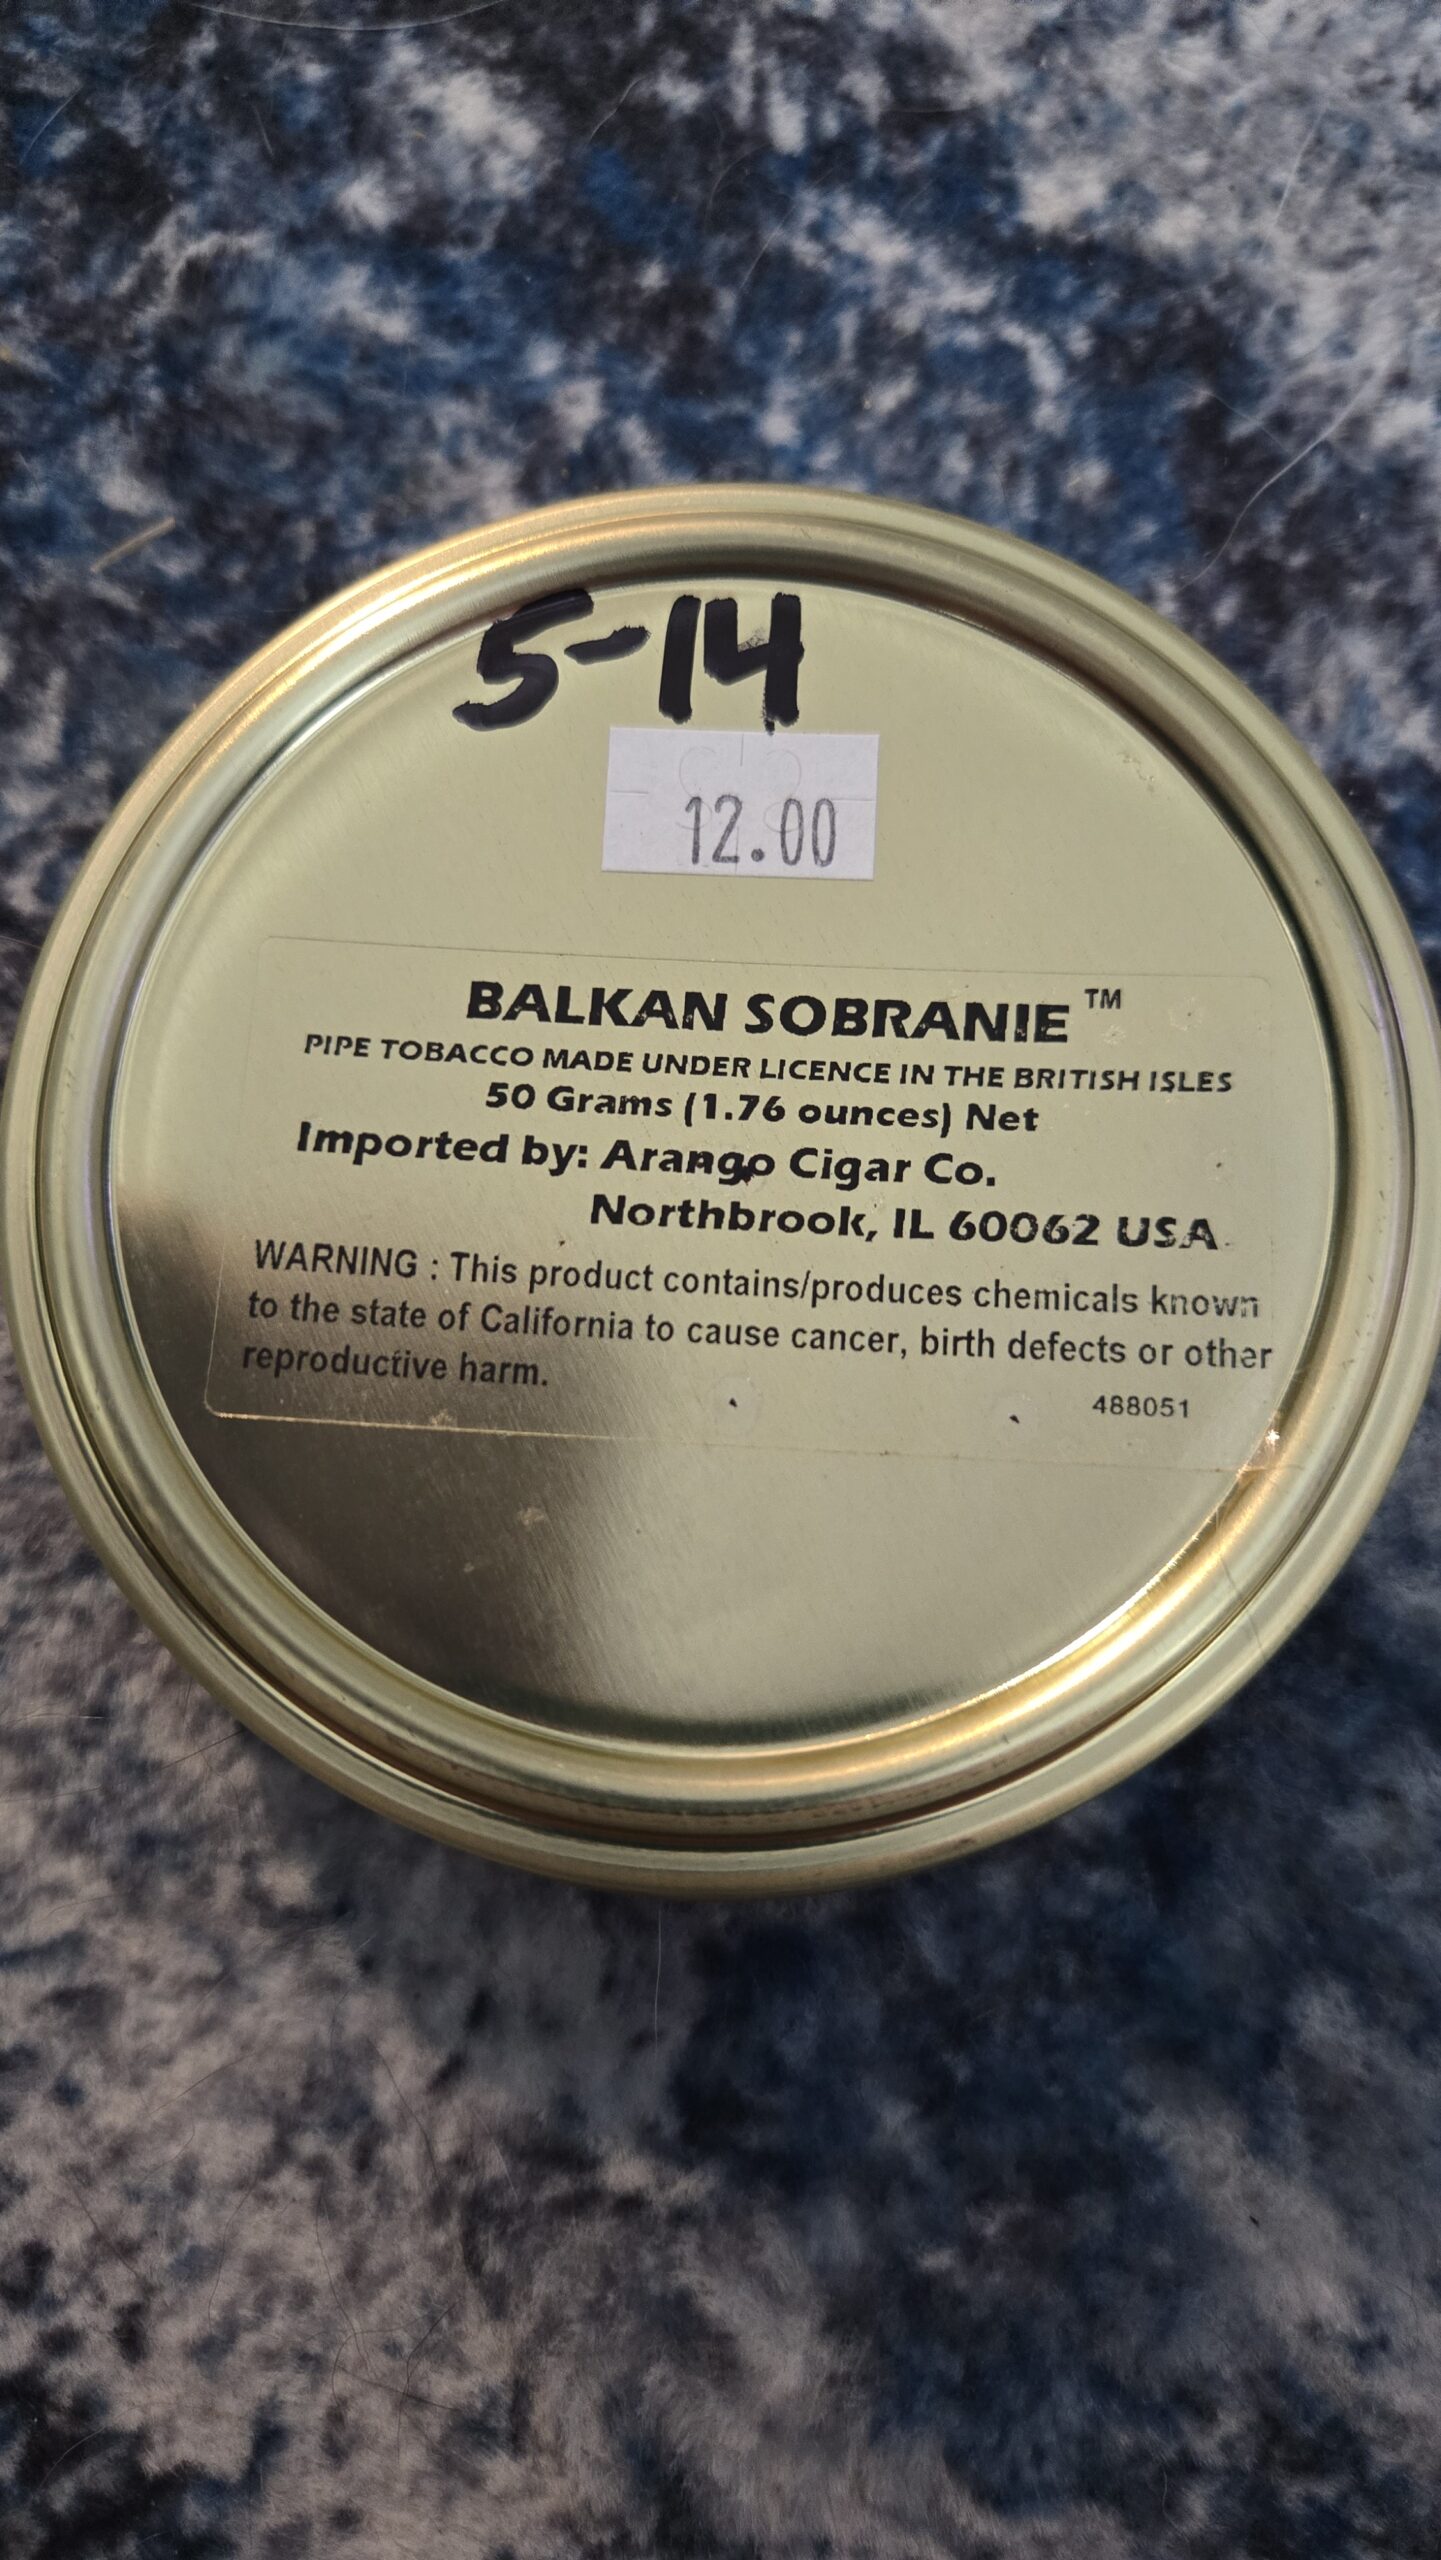 5-14
12.00
BALKAN SOBRANIE™
PIPE TOBACCO MADE UNDER LICENCE IN THE BRITISH ISLES
50 Grams (1.76 ounces) Net
Imported by: Arango Cigar Co.
Northbrook, IL 60062 USA
WARNING : This product contains/produces chemicals known
to the state of California to cause cancer, birth defects or other
reproductive harm.
488051